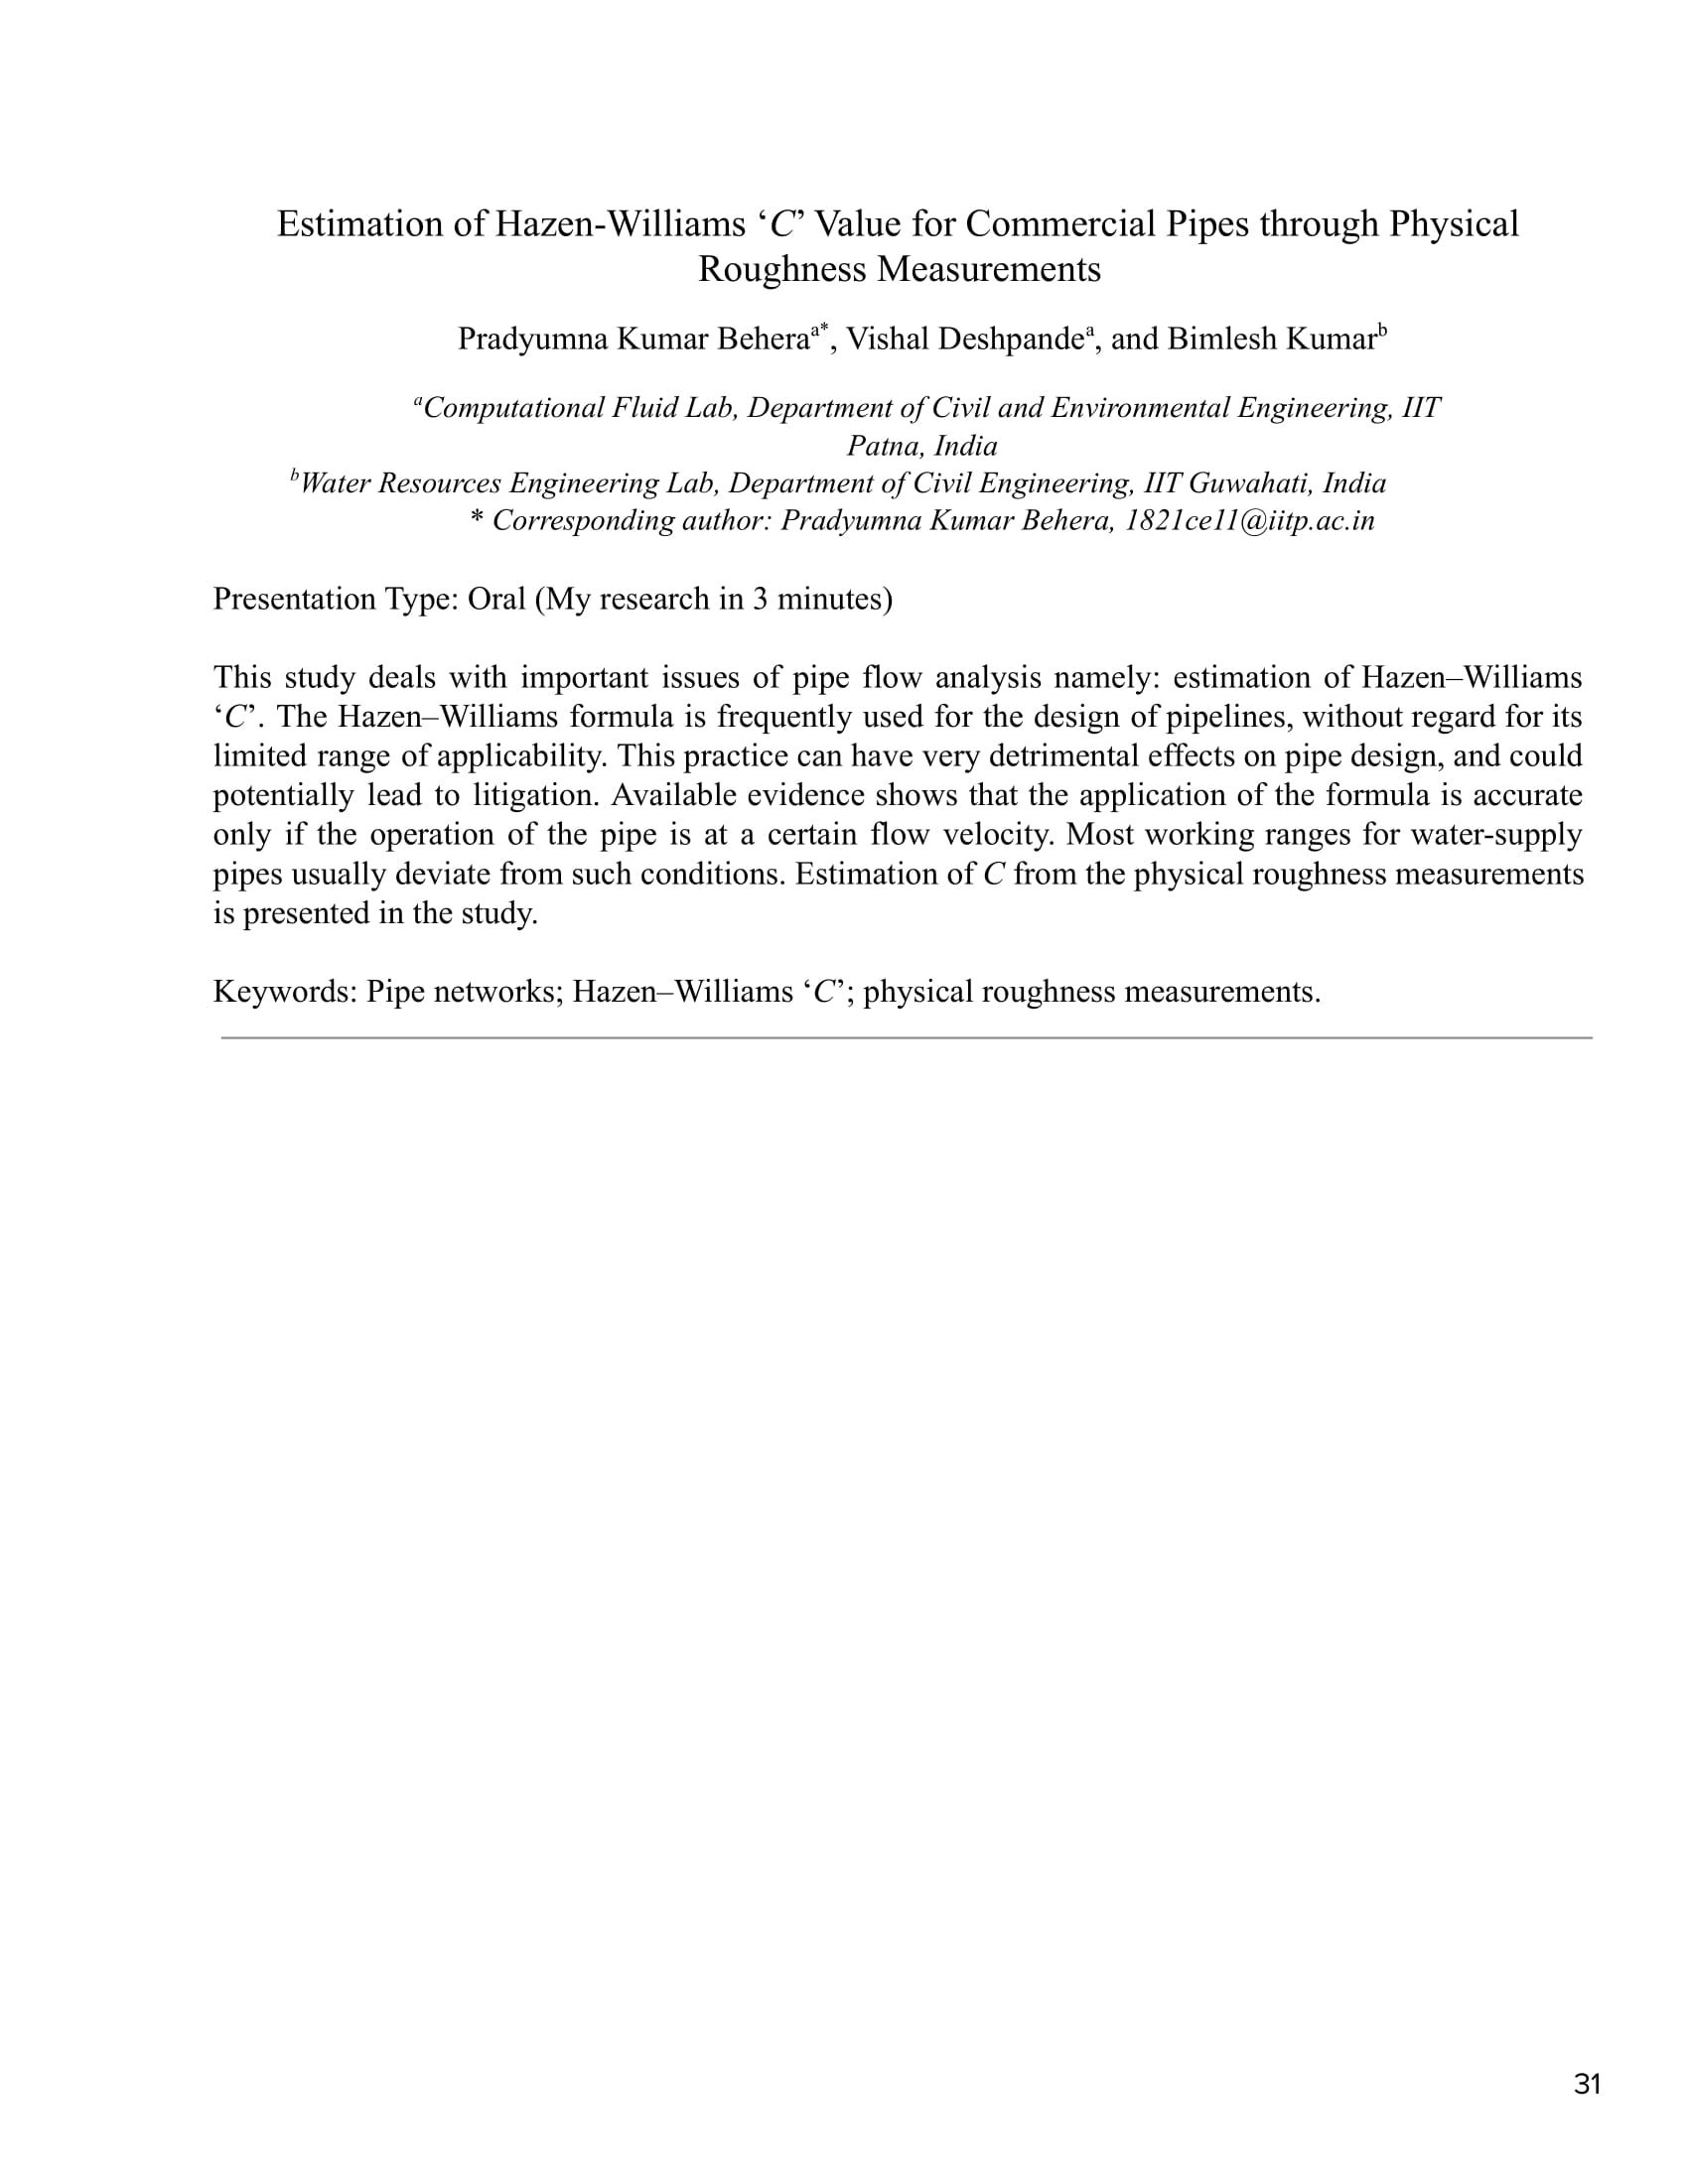 Estimation of Hazen-Williams ‘C’ Value for Commercial Pipes through Physical
Roughness Measurements
Pradyumna Kumar Beheraa*, Vishal Deshpandea, and Bimlesh Kumarb
aComputational Fluid Lab, Department of Civil and Environmental Engineering, IIT
Patna, India
bWater Resources Engineering Lab, Department of Civil Engineering, IIT Guwahati, India
* Corresponding author: Pradyumna Kumar Behera, 1821ce11@iitp.ac.in
Presentation Type: Oral (My research in 3 minutes)
This study deals with important issues of pipe flow analysis namely: estimation of Hazen–Williams
‘C’. The Hazen–Williams formula is frequently used for the design of pipelines, without regard for its
limited range of applicability. This practice can have very detrimental effects on pipe design, and could
potentially lead to litigation. Available evidence shows that the application of the formula is accurate
only if the operation of the pipe is at a certain flow velocity. Most working ranges for water-supply
pipes usually deviate from such conditions. Estimation of C from the physical roughness measurements
is presented in the study.
Keywords: Pipe networks; Hazen–Williams ‘C’; physical roughness measurements.
31